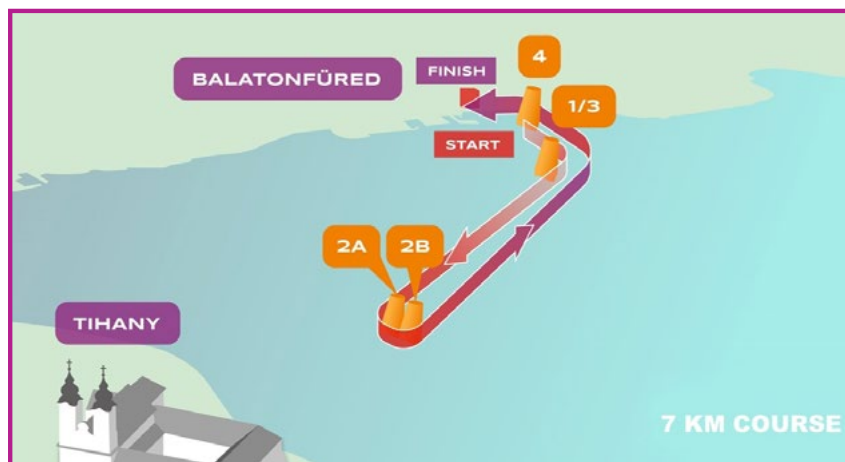 4
FINISH
BALATONFÜRED
1/3
START
2A
2B
TIHANY
7 KM COURSE